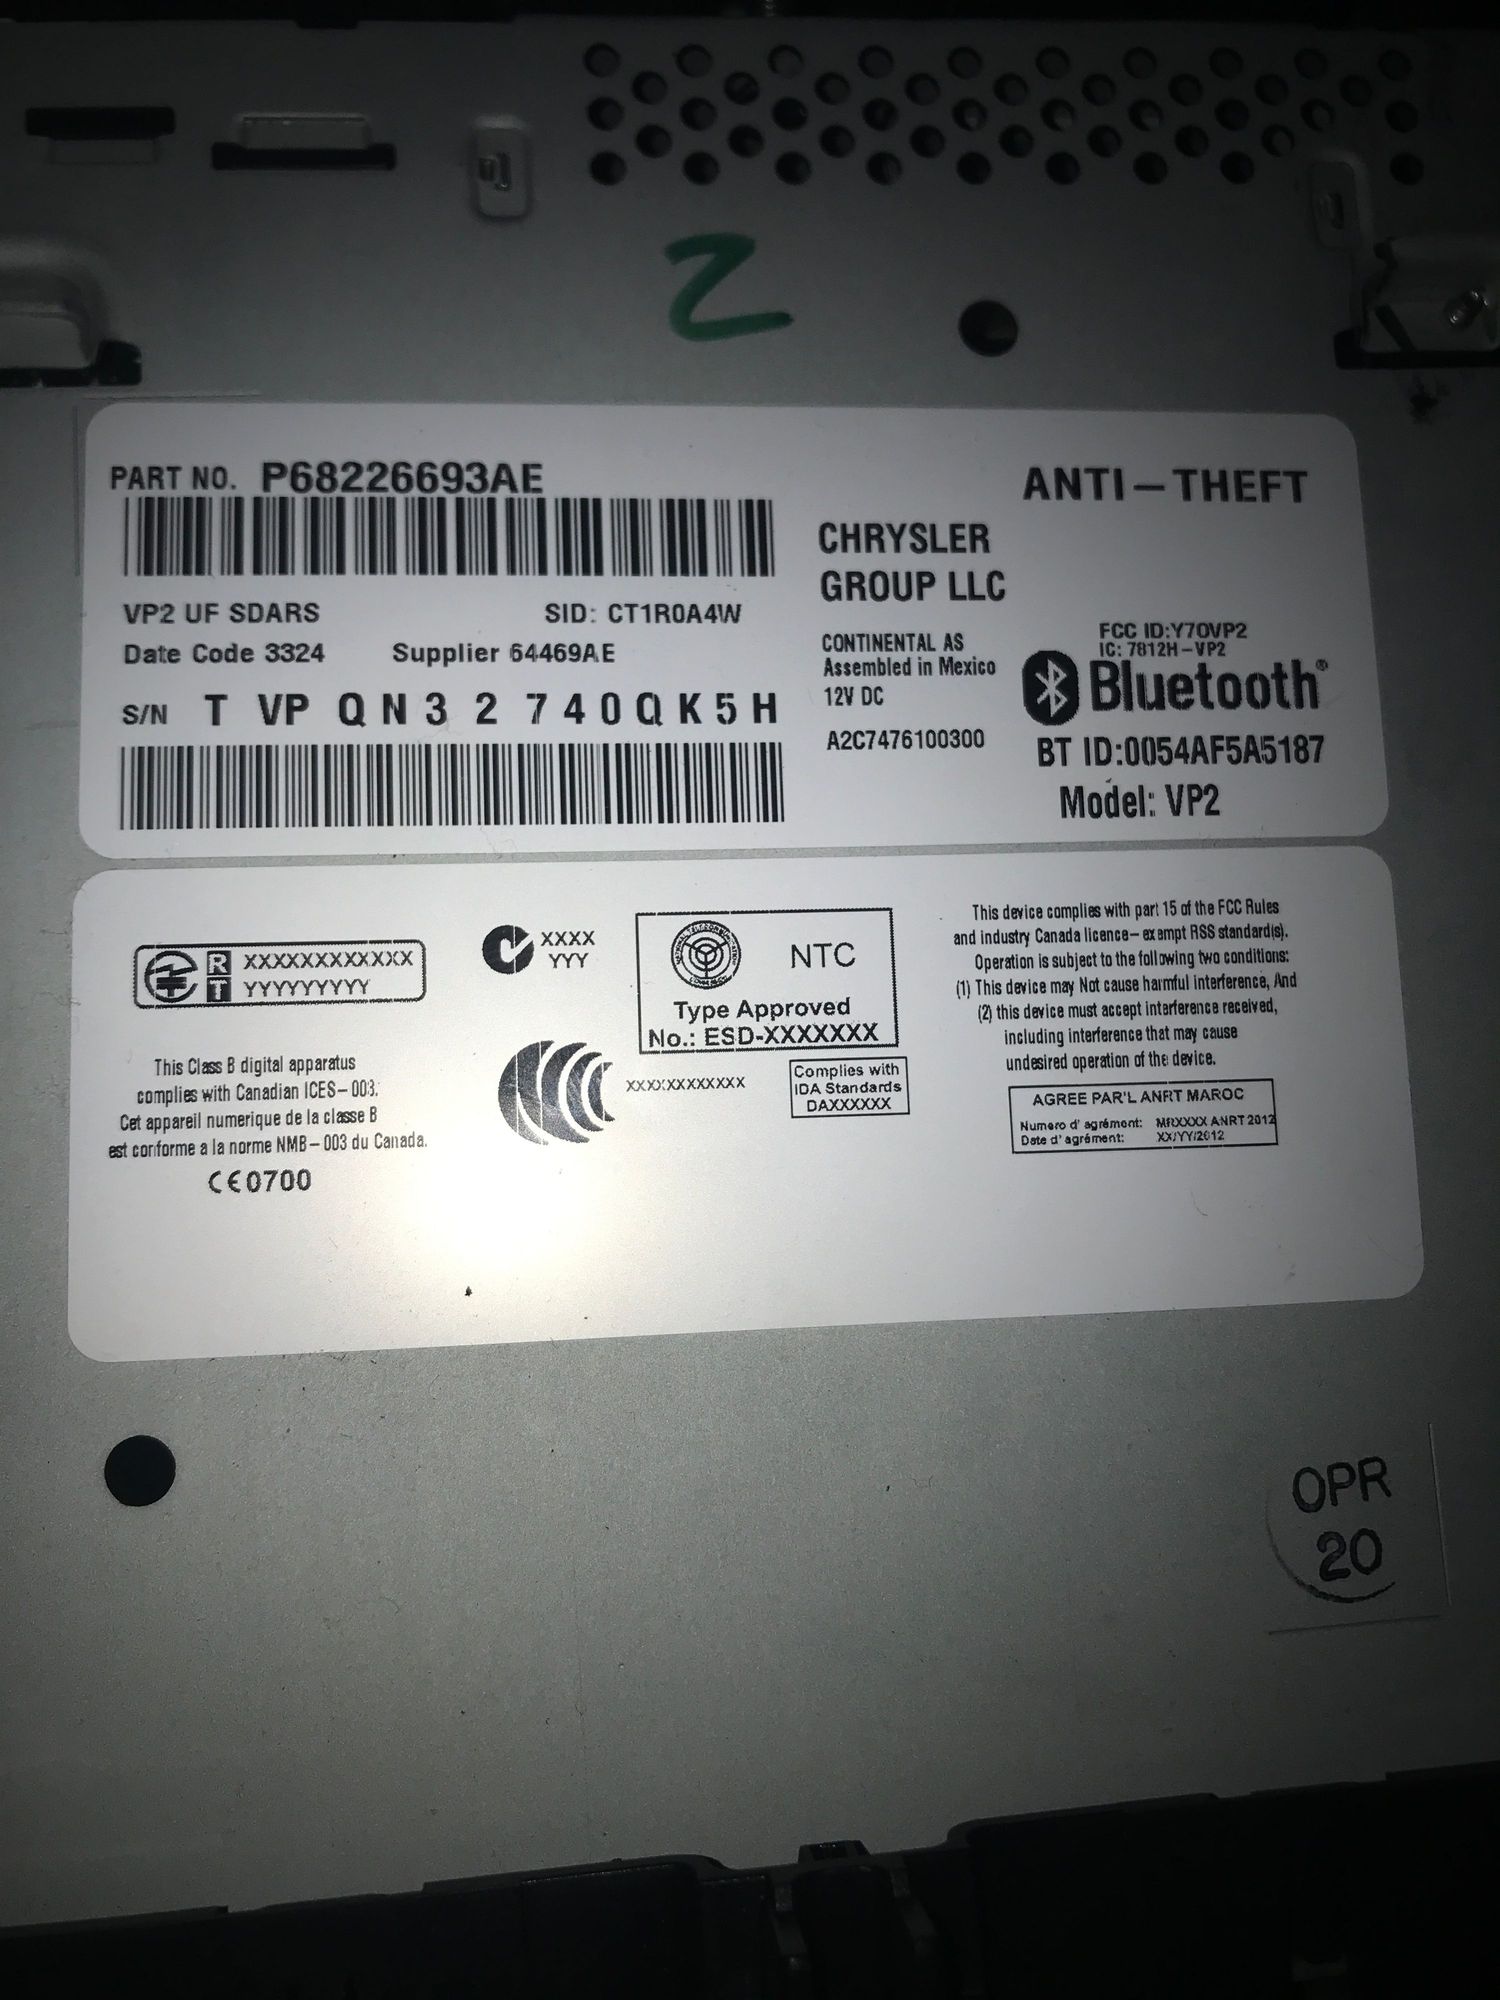 2
PART NO. P68226693AE
ANTI-THEFT
CHRYSLER
GROUP LLC
VP2 UF SDARS SID: CT1R0A4W
Date Code 3324 Supplier 64469AE
S/N T VP QN32740QK5H
CONTINENTAL AS
Assembled in Mexico
12V DC
A2C7476100300
FCC ID:Y7OVP2
IC: 7812H-VP2
Bluetooth®
BT ID:0054AF5A5187
Model: VP2
R XXXXXXXXXXXX
T YYYYYYYYY
This Class B digital apparatus
complies with Canadian ICES-003.
Cet appareil numerique de la classe B
est conforme a la norme NMB-003 du Canada.
CE0700
XXXX
YYY
NTC
Type Approved
No.: ESD-XXXXXXX
XXXXXXXXXXXX
Complies with
IDA Standards
DAXXXXXX
This device complies with part 15 of the FCC Rules
and industry Canada licence-exempt RSS standard(s).
Operation is subject to the following two conditions:
(1) This device may Not cause harmful interference, And
(2) this device must accept interference received,
including interference that may cause
undesired operation of the device.
AGREE PAR'L ANRT MAROC
Numero d' agrément: MRXXXX ANRT 2012
Date d' agrément: XX/YY/2012
OPR
20